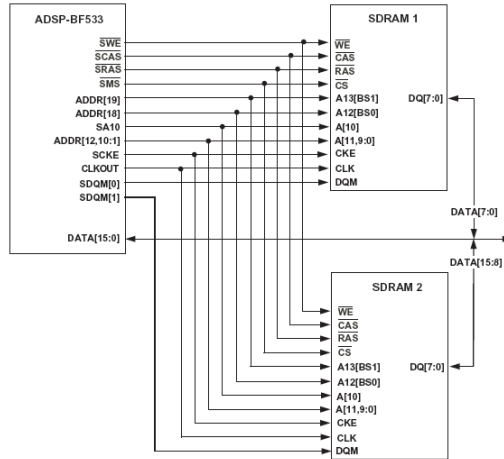 ADSP-BF533
SWE
SCAS
SRAS
SMS
ADDR[19]
ADDR[18]
SA10
ADDR[12,10:1]
SCKE
CLKOUT
SDQM[0]
SDQM[1]
DATA[15:0]
SDRAM 1
WE
CAS
RAS
CS
A13[BS1]
A12[BS0]
A[10]
A[11,9:0]
CKE
CLK
DQM
DQ[7:0]
DATA[7:0]
DATA[15:8]
SDRAM 2
WE
CAS
RAS
CS
A13[BS1]
A12[BS0]
A[10]
A[11,9:0]
CKE
CLK
DQM
DQ[7:0]